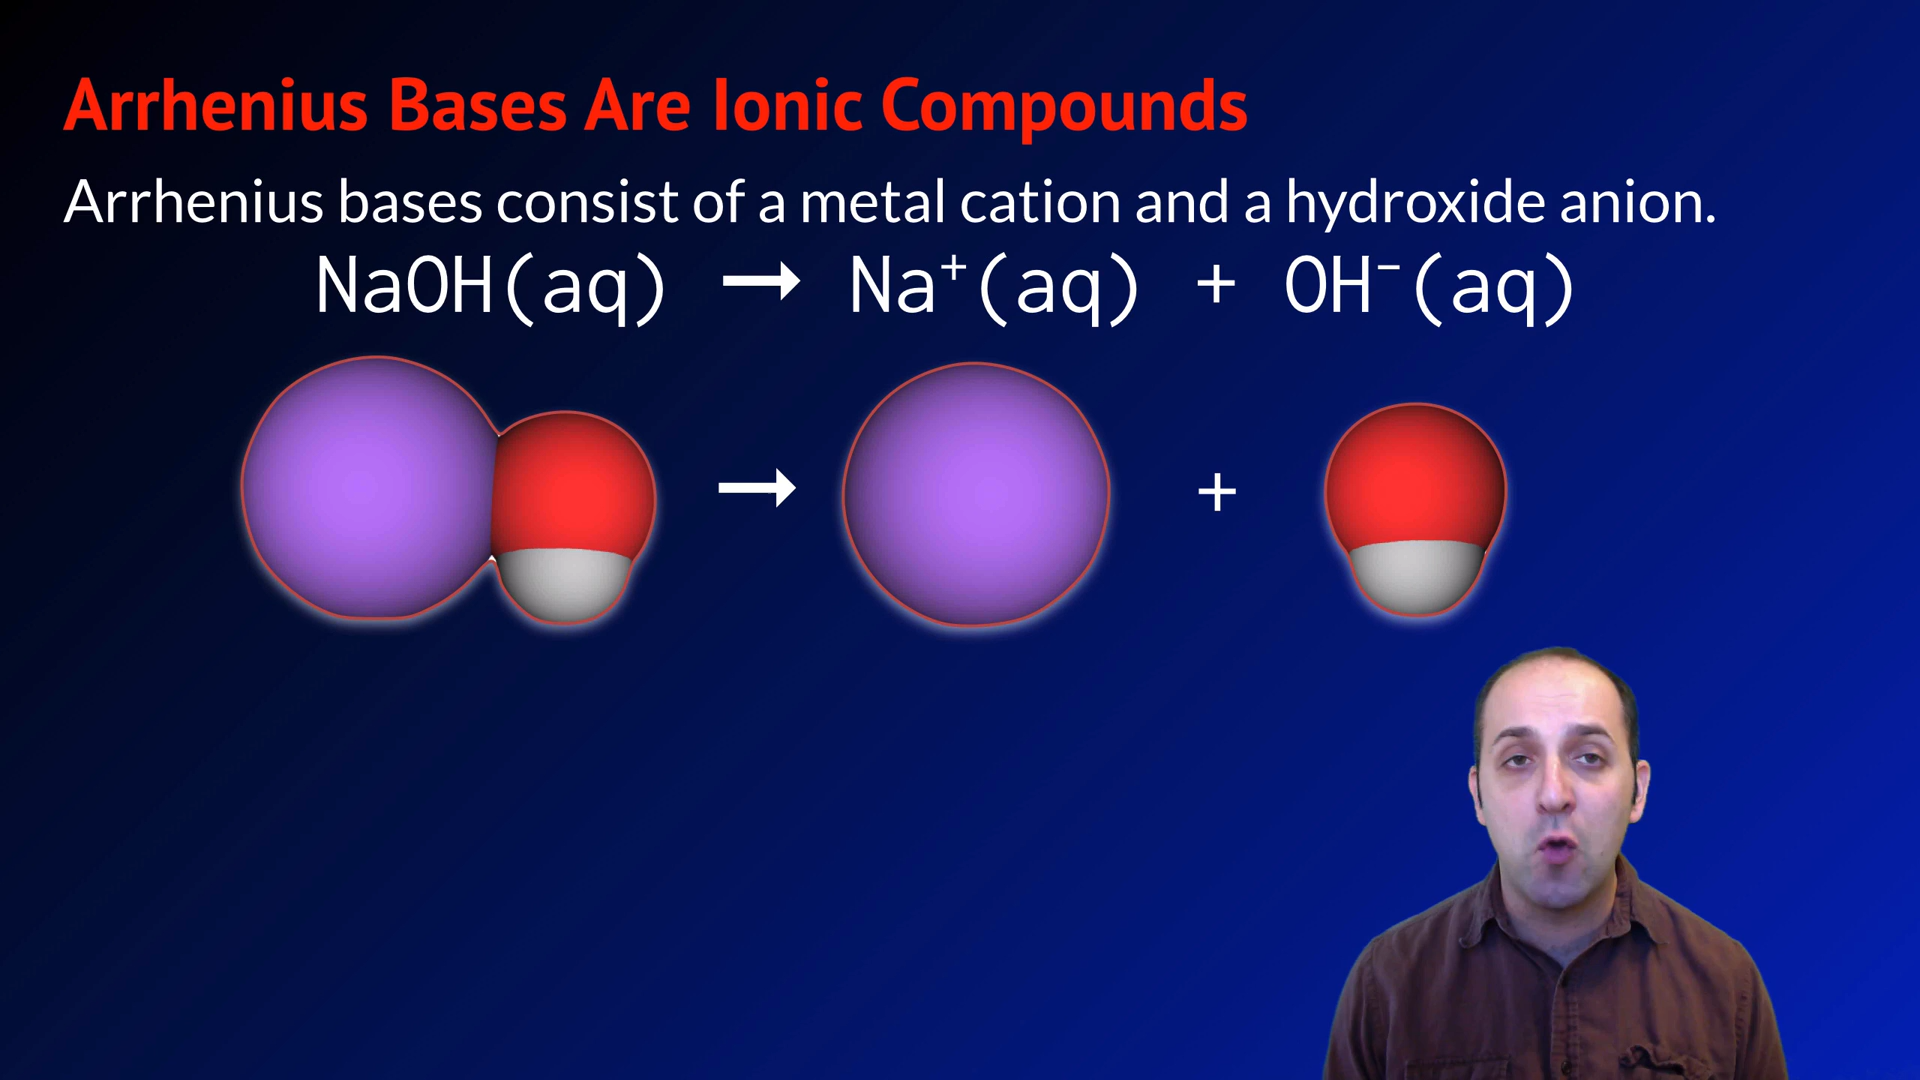 Arrhenius Bases Are Ionic Compounds
Arrhenius bases consist of a metal cation and a hydroxide anion.
NaOH(aq) → Na⁺(aq) + OH⁻(aq)
→ +